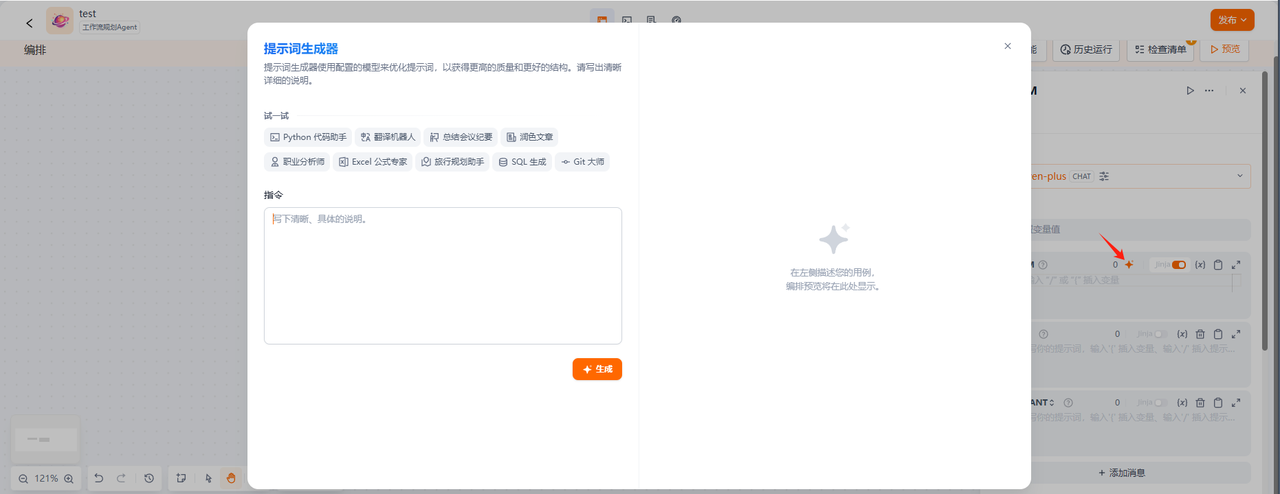 test
工作流规划Agent
发布
编排
能
历史运行
检查清单
预览
提示词生成器
提示词生成器使用配置的模型来优化提示词，以获得更高的质量和更好的结构。请写出清晰
详细的说明。
试一试
Python 代码助手
翻译机器人
总结会议纪要
润色文章
职业分析师
Excel 公式专家
旅行规划助手
SQL 生成
Git 大师
指令
写下清晰、具体的说明。
生成
在左侧描述您的用例，
编排预览将在此处显示。
M
en-plus
CHAT
变量值
M
0
Jinja
{x}
输入 "/" 或 "{" 插入变量
0
Jinja
{x}
你的提示词，输入'{' 插入变量，输入'/' 插入提示...
ANT
0
Jinja
{x}
你的提示词，输入'{' 插入变量，输入'/' 插入提示...
+ 添加消息
121%